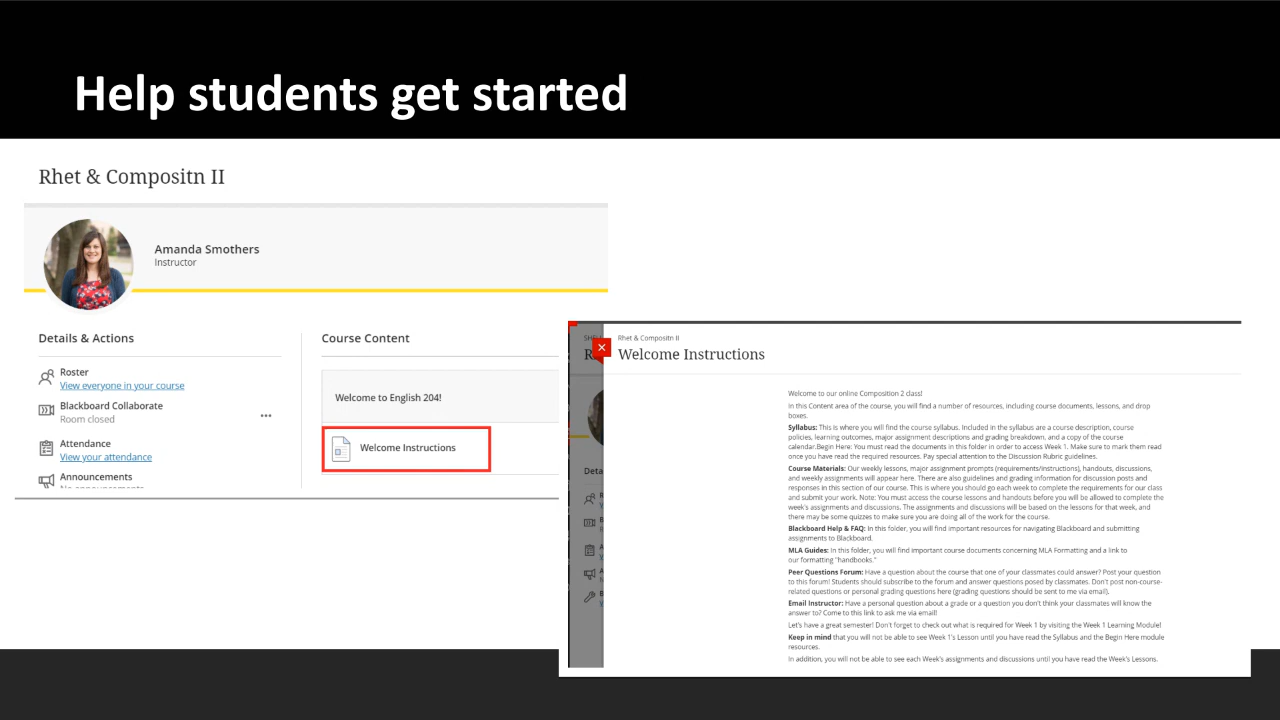 Help students get started
Rhet & Compositn II
Amanda Smothers
Instructor
Details & Actions
Roster
View everyone in your course
Blackboard Collaborate
Room closed
Attendance
View your attendance
Announcements
Course Content
Welcome to English 204!
Welcome Instructions
Rhet & Compositn II
Welcome Instructions
Welcome to our online Composition 2 class!
In this Content area of the course, you will find a number of resources, including course documents, lessons, and drop
boxes.
Syllabus: This is where you will find the course syllabus. Included in the syllabus are a course description, course
policies, learning outcomes, major assignment descriptions and grading breakdown, and a copy of the course
calendar.Begin Here: You must read the documents in this folder in order to access Week 1. Make sure to mark them read
once you have read the required resources. Pay special attention to the Discussion Rubric guidelines.
Course Materials: Our weekly lessons, major assignment prompts (requirements/instructions), handouts, discussions,
and weekly assignments will appear here. There are also guidelines and grading information for discussion posts and
responses in this section of our course. This is where you should go each week to complete the requirements for our class
and submit your work. Note: You must access the course lessons and handouts before you will be allowed to complete the
week's assignments and discussions. The assignments and discussions will be based on the lessons for that week, and
there may be some quizzes to make sure you are doing all of the work for the course.
Blackboard Help & FAQ: In this folder, you will find important resources for navigating Blackboard and submitting
assignments to Blackboard.
MLA Guides: In this folder, you will find important course documents concerning MLA Formatting and a link to
our formatting "handbooks."
Peer Questions Forum: Have a question about the course that one of your classmates could answer? Post your question
to this forum! Students should subscribe to the forum and answer questions posed by classmates. Don't post non-course-
related questions or personal grading questions here (grading questions should be sent to me via email).
Email Instructor: Have a personal question about a grade or a question you don't think your classmates will know the
answer to? Come to this link to ask me via email!
Let's have a great semester! Don't forget to check out what is required for Week 1 by visiting the Week 1 Learning Module!
Keep in mind that you will not be able to see Week 1's Lesson until you have read the Syllabus and the Begin Here module
resources.
In addition, you will not be able to see each Week's assignments and discussions until you have read the Week's Lessons.